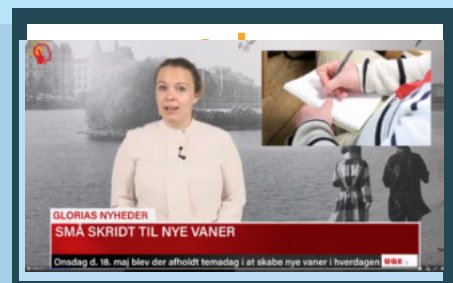 GLORIAS NYHEDER
SMÅ SKRIDT TIL NYE VANER
Onsdag d. 18. maj blev der afholdt temadag i at skabe nye vaner i hverdagen
UGE